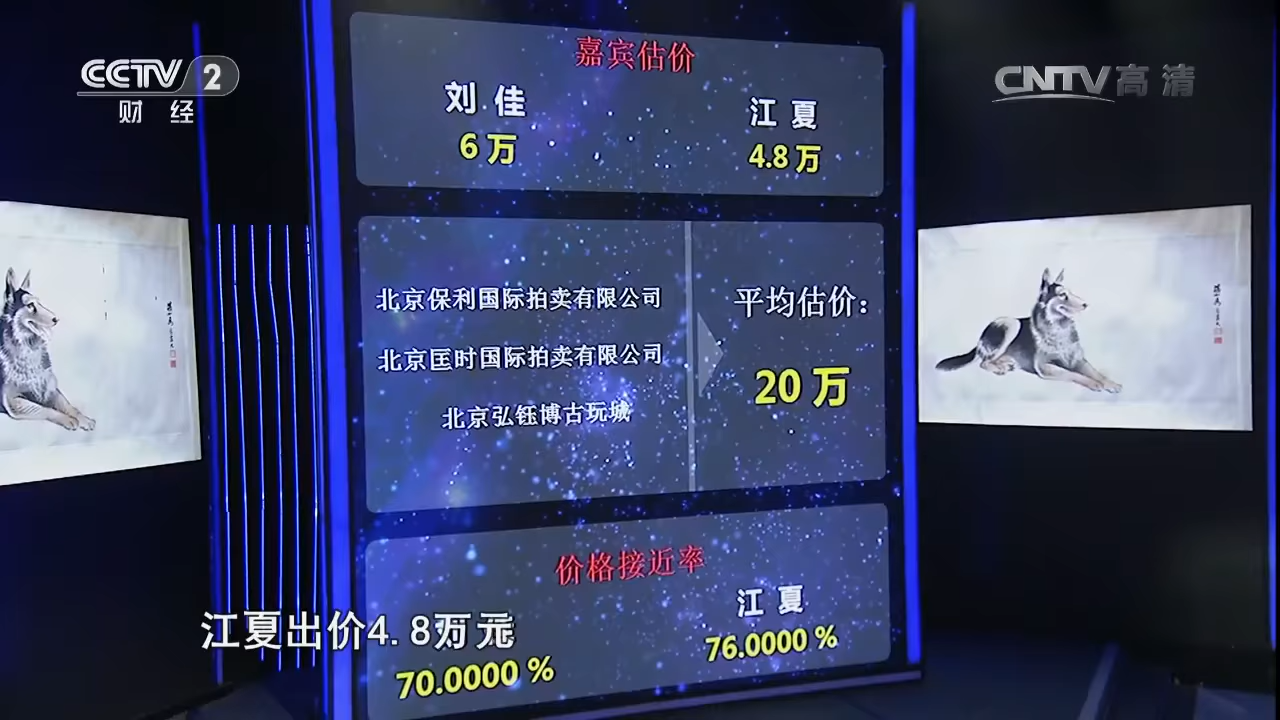 CCTV 2
财 经
CNTV高清
嘉宾估价
刘 佳
江 夏
6 万
4.8 万
北京保利国际拍卖有限公司
北京匡时国际拍卖有限公司
北京弘钰博古玩城
平均估价：
20 万
价格接近率
江 夏
70.0000 %
76.0000 %
江夏出价4.8万元